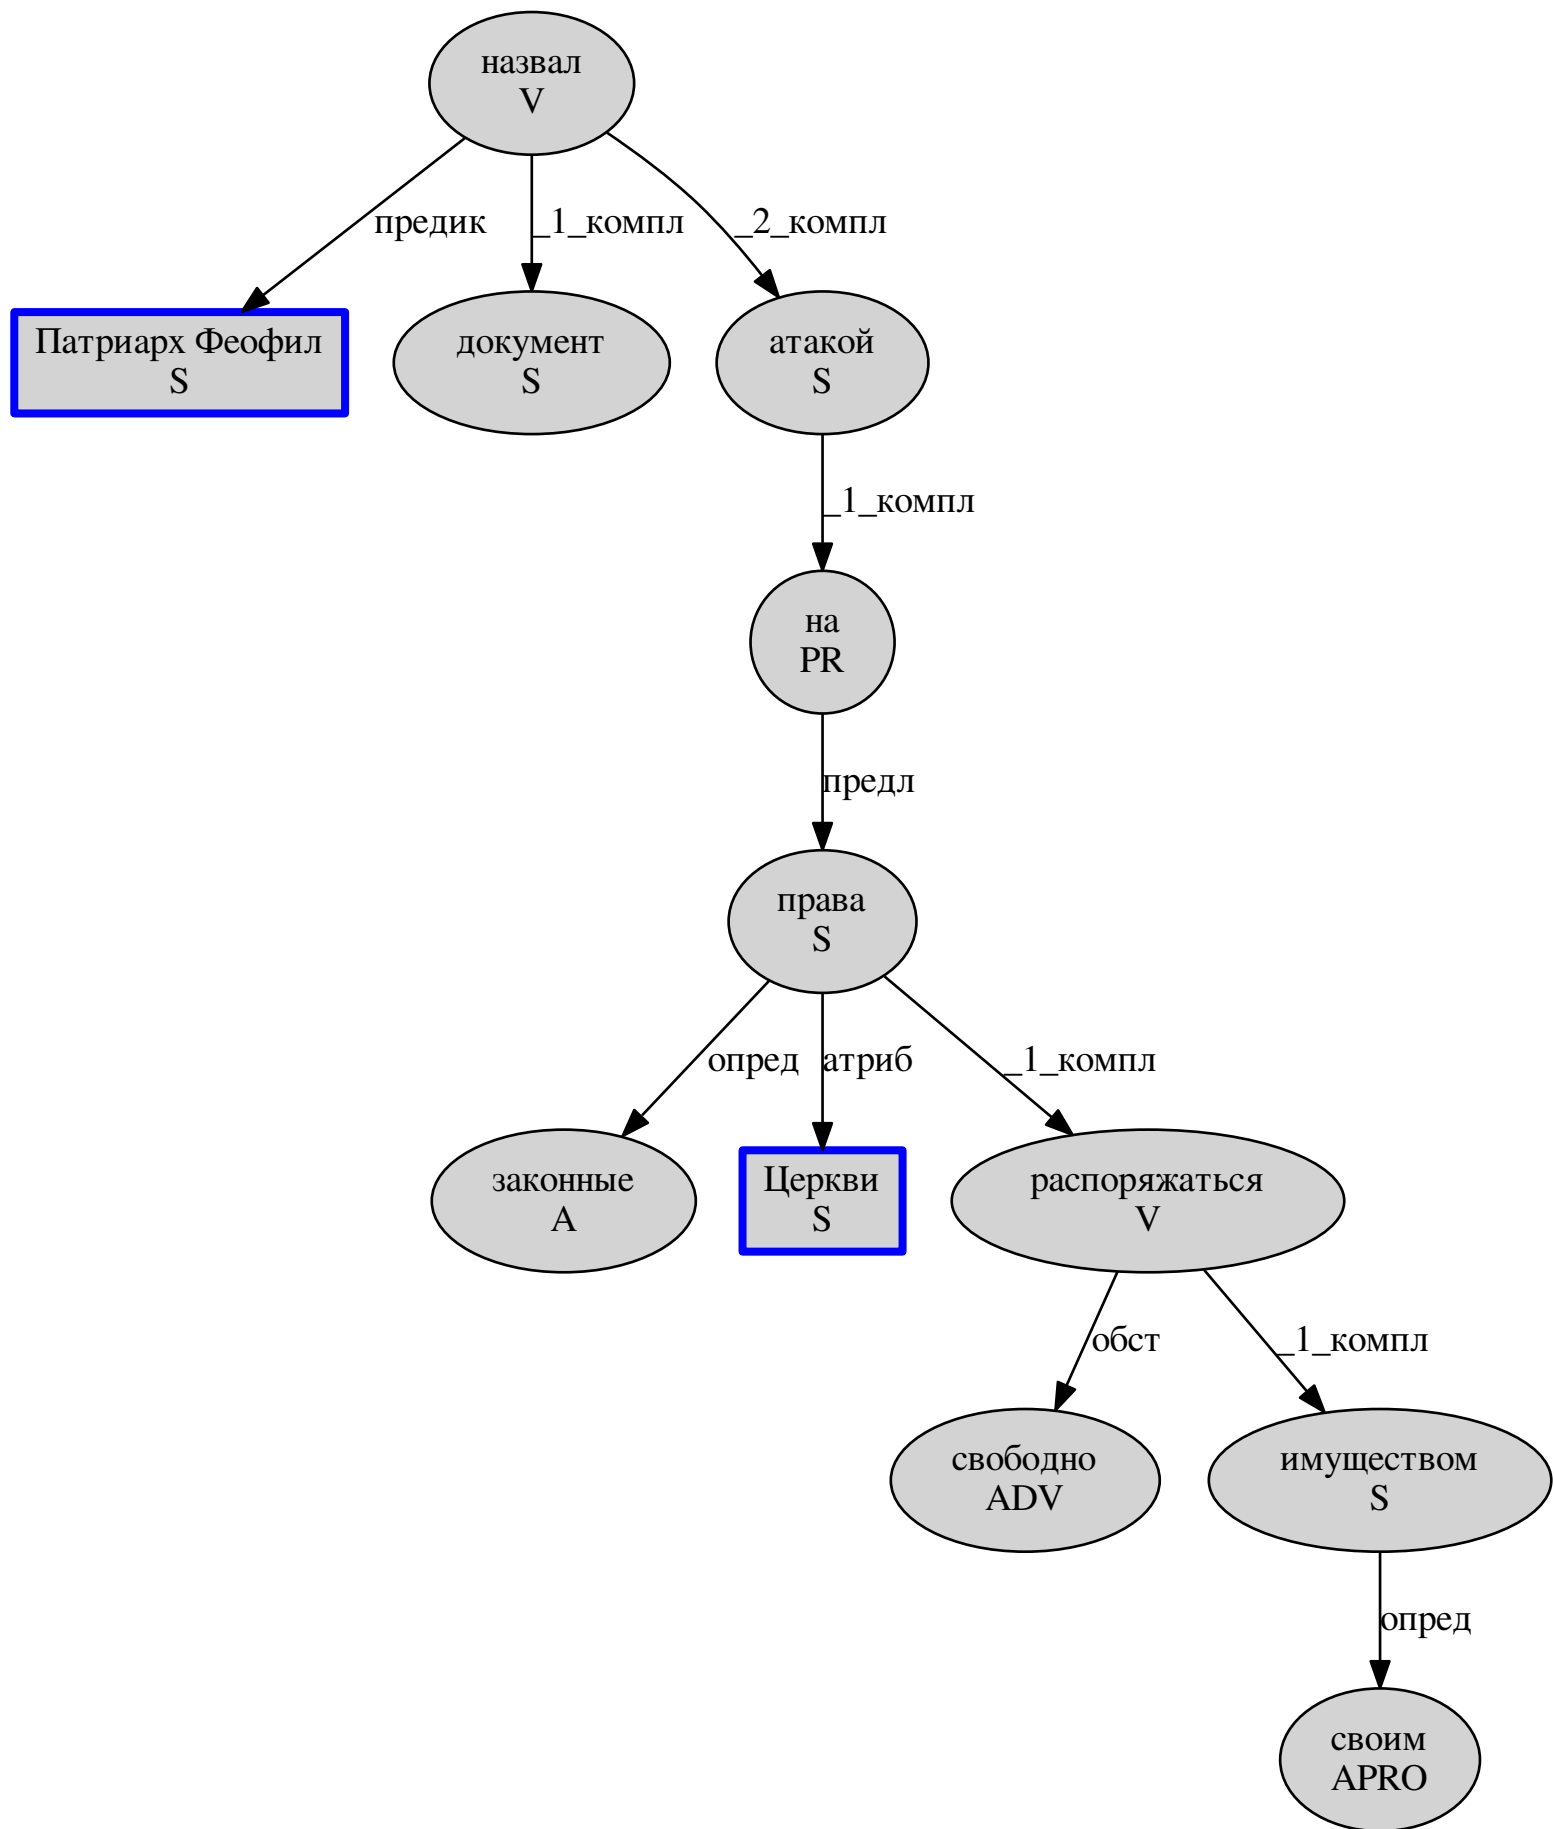 назвал
V
предик
_1_компл
_2_компл
Патриарх Феофил
S
документ
S
атакой
S
_1_компл
на
PR
предл
права
S
опред
атриб
_1_компл
законные
A
Церкви
S
распоряжаться
V
обст
_1_компл
свободно
ADV
имуществом
S
опред
своим
APRO